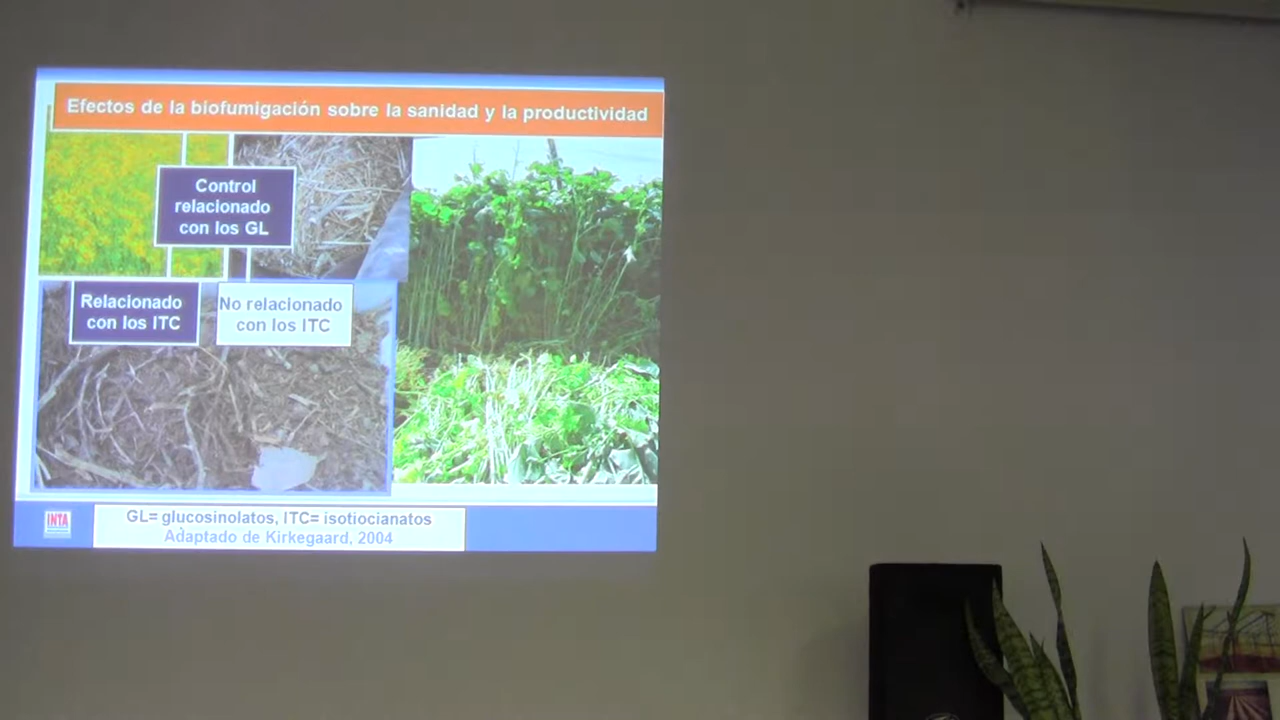 Efectos de la biofumigación sobre la sanidad y la productividad
Control
relacionado
con los GL
Relacionado
con los ITC
No relacionado
con los ITC
INTA
GL= glucosinolatos, ITC= isotiocianatos
Adaptado de Kirkegaard, 2004